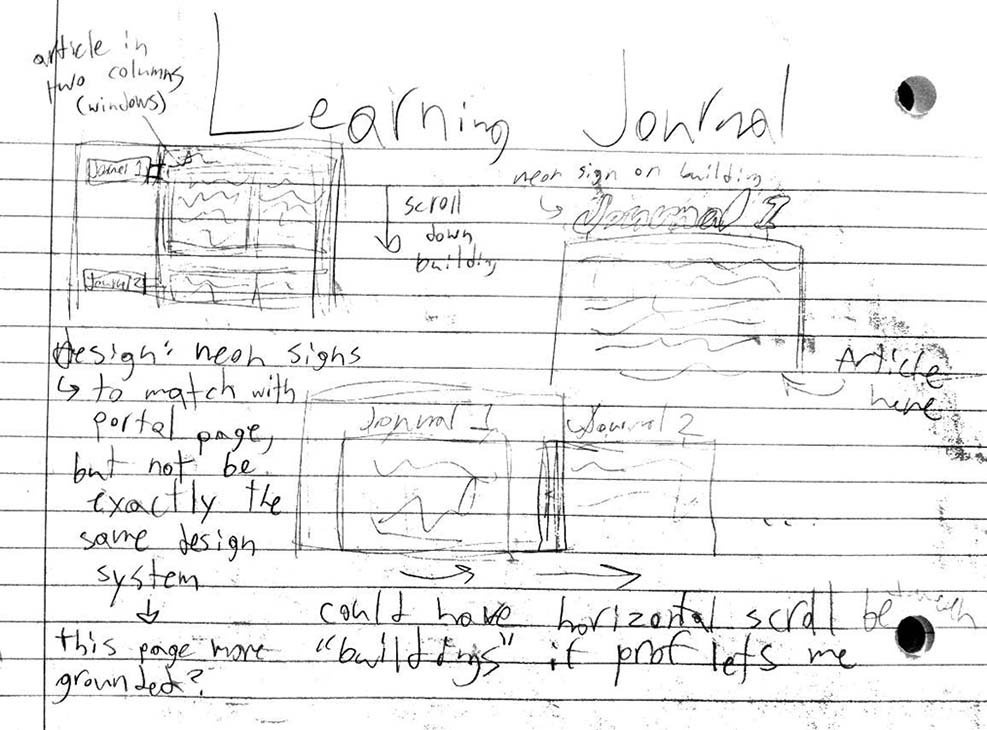 Learning Journal
article in
two columns
(windows)
Journal 1
Journal 2
scroll
down
building
neon sign on building
Journal 1
Article
here
Design: neon signs
↳ to match with
portal page,
but not be
exactly the
same design
system
↓
this page more
grounded?
Journal 1
Journal 2
...
could have horizontal scroll between
"buildings" if prof lets me